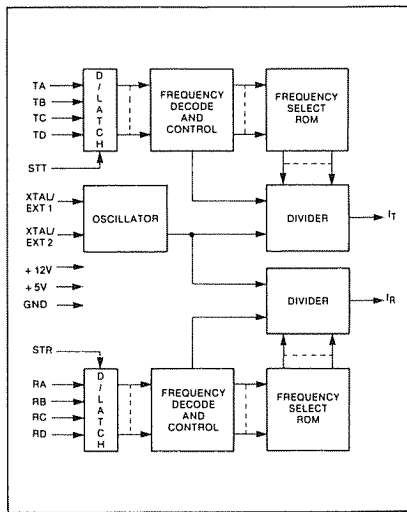 TA
TB
TC
TD
STT
D/LATCH
FREQUENCY
DECODE
AND
CONTROL
FREQUENCY
SELECT
ROM
XTAL/
EXT 1
XTAL/
EXT 2
OSCILLATOR
DIVIDER
IT
+ 12V
+ 5V
GND
DIVIDER
IR
STR
RA
RB
RC
RD
D/LATCH
FREQUENCY
DECODE
AND
CONTROL
FREQUENCY
SELECT
ROM